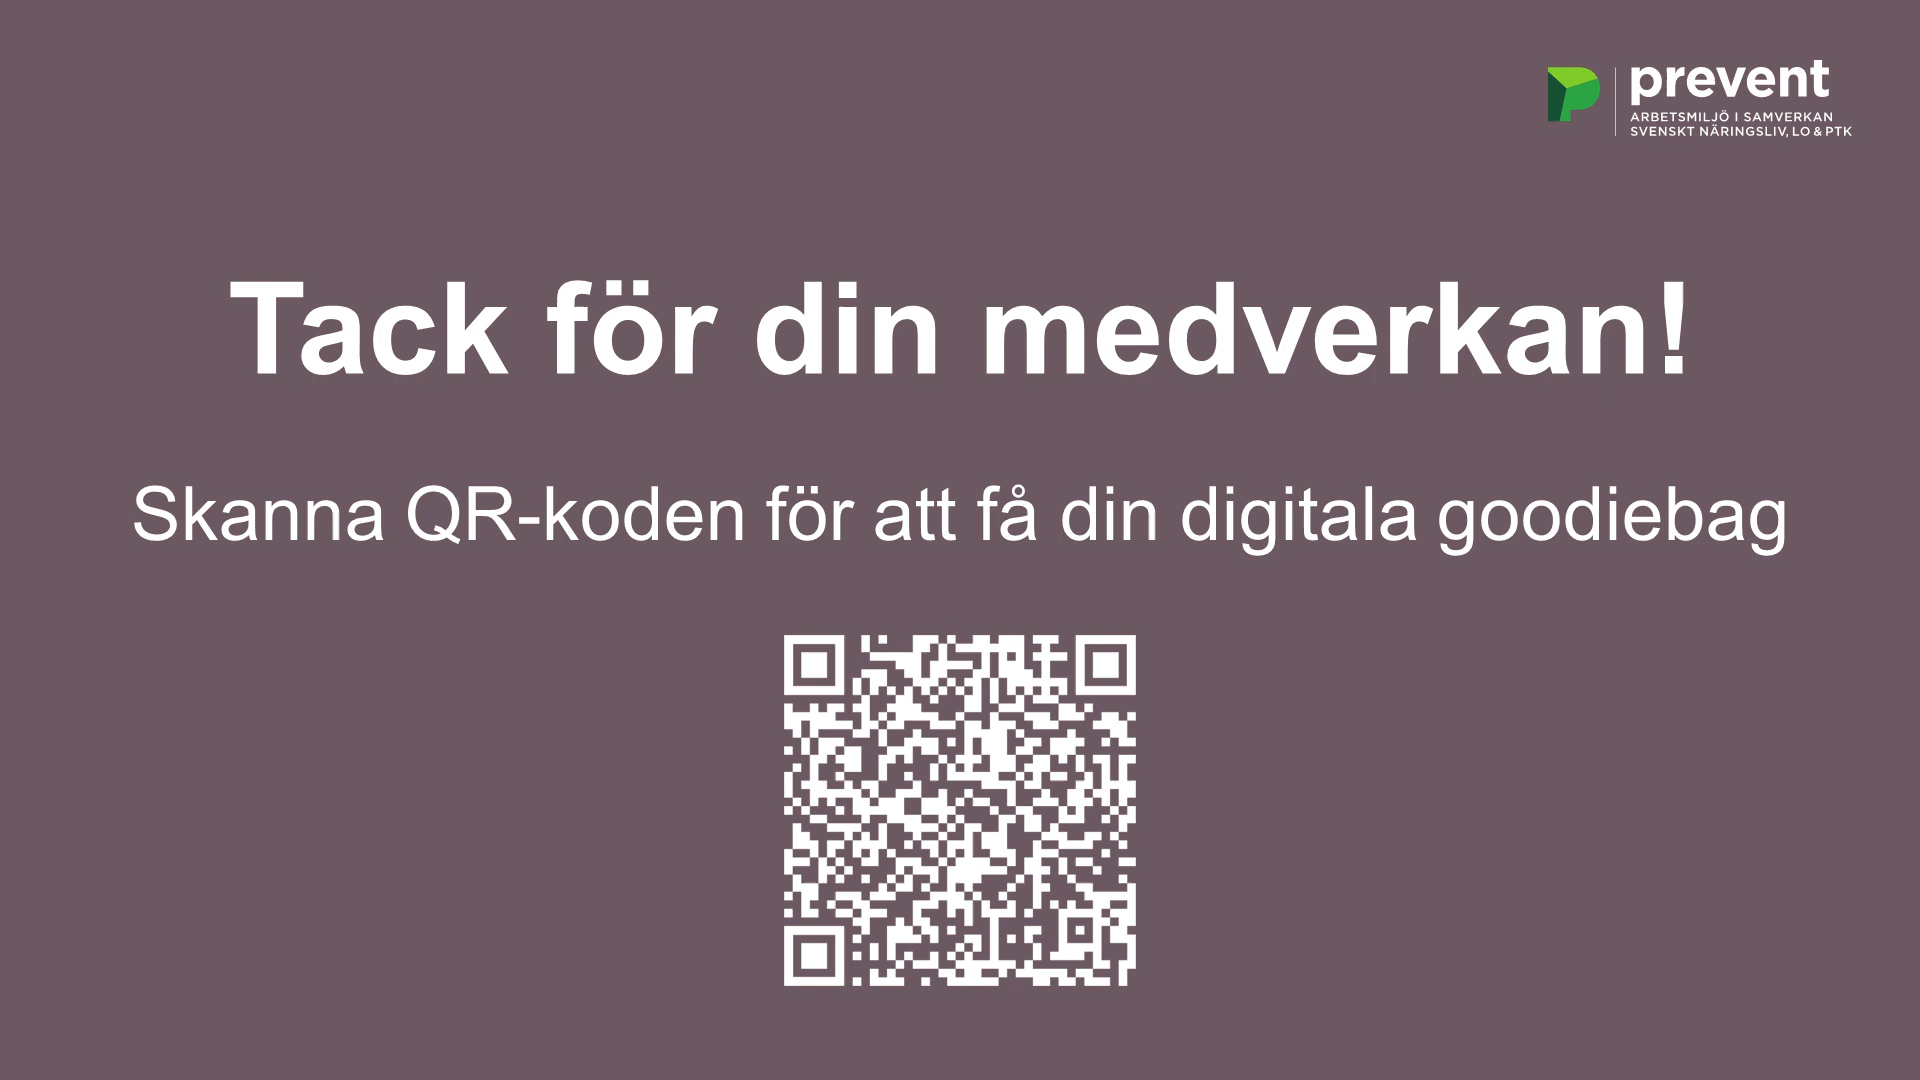 prevent
ARBETSMILJÖ I SAMVERKAN
SVENSKT NÄRINGSLIV, LO & PTK
Tack för din medverkan!
Skanna QR-koden för att få din digitala goodiebag